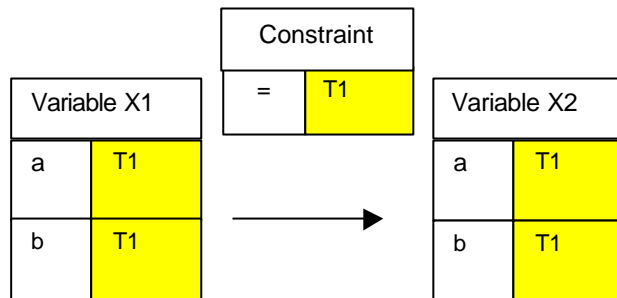 Constraint
= T1
Variable X1
a T1
b T1
Variable X2
a T1
b T1